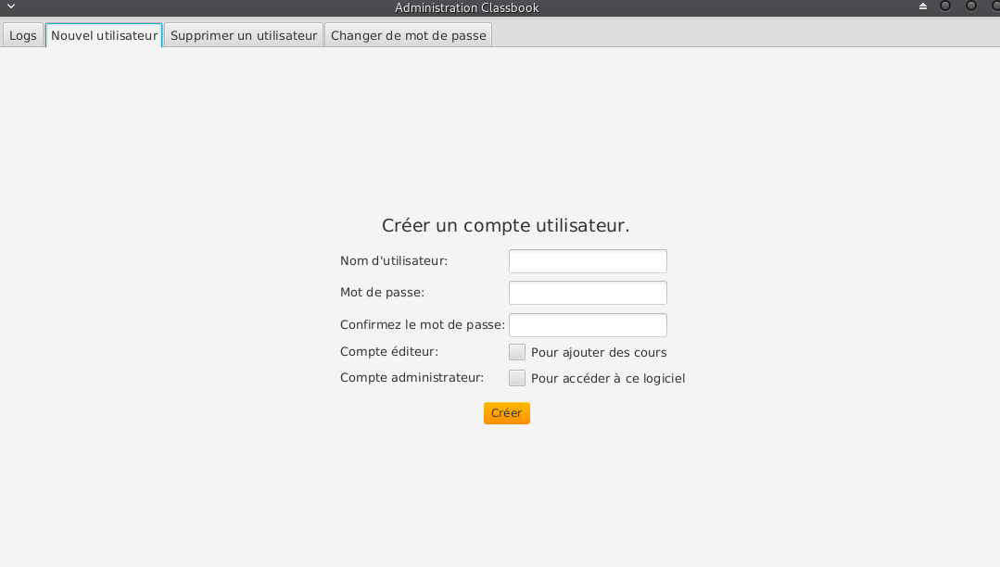 Administration Classbook
Logs Nouvel utilisateur Supprimer un utilisateur Changer de mot de passe
Créer un compte utilisateur.
Nom d'utilisateur:
Mot de passe:
Confirmez le mot de passe:
Compte éditeur: Pour ajouter des cours
Compte administrateur: Pour accéder à ce logiciel
Créer